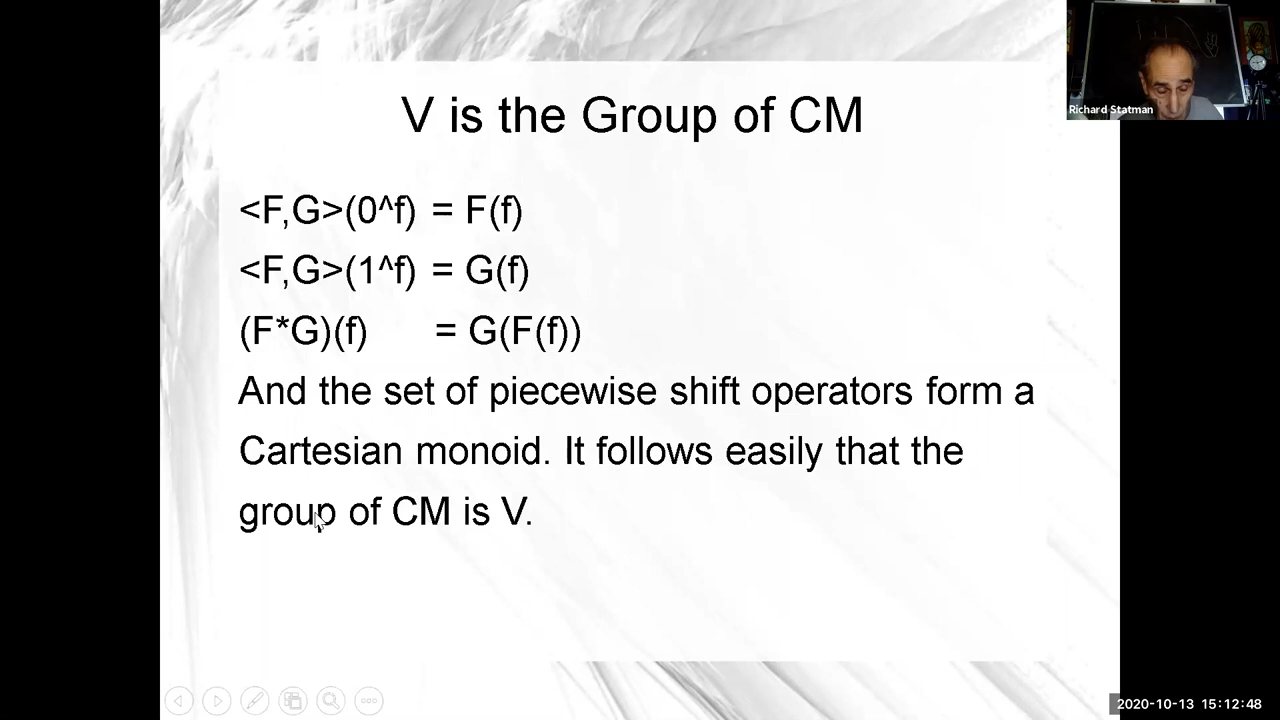 V is the Group of CM
<F,G>(0^f) = F(f)
<F,G>(1^f) = G(f)
(F*G)(f) = G(F(f))
And the set of piecewise shift operators form a
Cartesian monoid. It follows easily that the
group of CM is V.
Richard Statman
2020-10-13 15:12:48